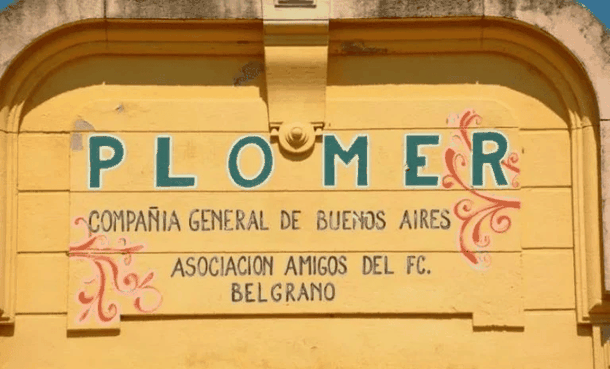 PLOMER
COMPAÑIA GENERAL DE BUENOS AIRES
ASOCIACION AMIGOS DEL FC.
BELGRANO